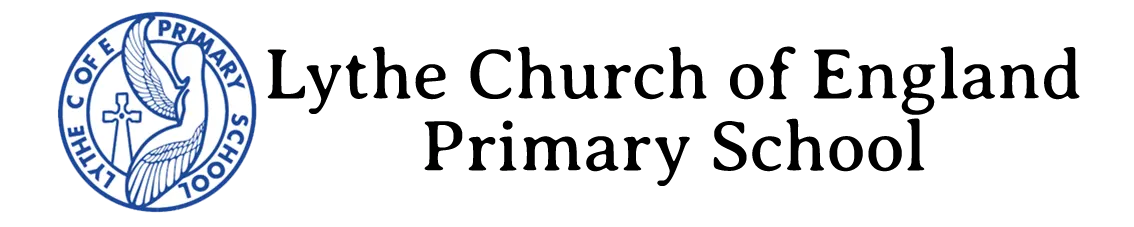 LYTHE C OF E PRIMARY SCHOOL
Lythe Church of England
Primary School